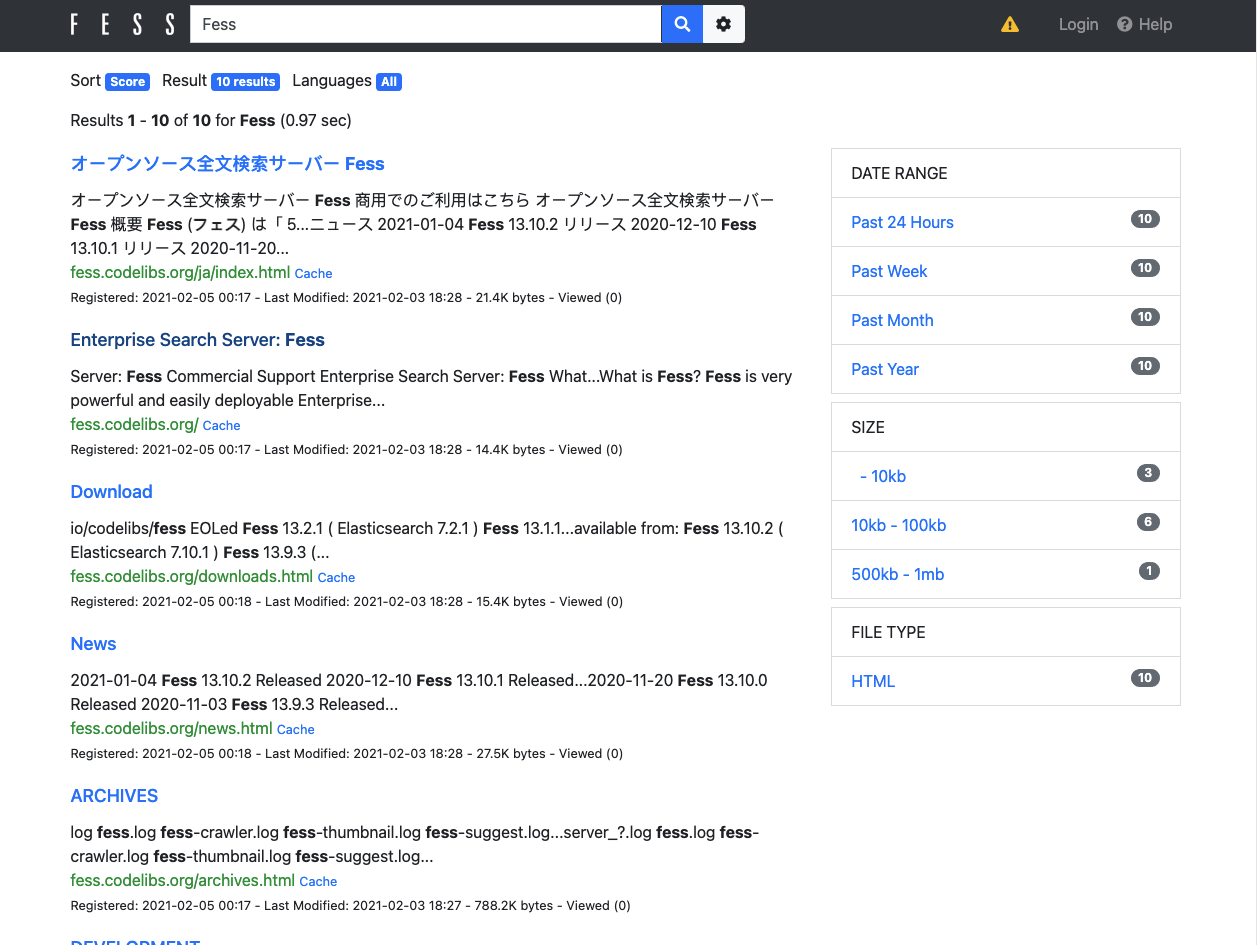 FESS
Fess
Login
Help
Sort Score Result 10 results Languages All
Results 1 - 10 of 10 for Fess (0.97 sec)
オープンソース全文検索サーバー Fess
オープンソース全文検索サーバー Fess 商用でのご利用はこちら オープンソース全文検索サーバー
Fess 概要 Fess (フェス) は「 5...ニュース 2021-01-04 Fess 13.10.2 リリース 2020-12-10 Fess
13.10.1 リリース 2020-11-20...
fess.codelibs.org/ja/index.html Cache
Registered: 2021-02-05 00:17 - Last Modified: 2021-02-03 18:28 - 21.4K bytes - Viewed (0)
Enterprise Search Server: Fess
Server: Fess Commercial Support Enterprise Search Server: Fess What...What is Fess? Fess is very
powerful and easily deployable Enterprise...
fess.codelibs.org/ Cache
Registered: 2021-02-05 00:17 - Last Modified: 2021-02-03 18:28 - 14.4K bytes - Viewed (0)
Download
io/codelibs/fess EOLed Fess 13.2.1 ( Elasticsearch 7.2.1 ) Fess 13.1.1...available from: Fess 13.10.2 (
Elasticsearch 7.10.1 ) Fess 13.9.3 (...
fess.codelibs.org/downloads.html Cache
Registered: 2021-02-05 00:18 - Last Modified: 2021-02-03 18:28 - 15.4K bytes - Viewed (0)
News
2021-01-04 Fess 13.10.2 Released 2020-12-10 Fess 13.10.1 Released...2020-11-20 Fess 13.10.0
Released 2020-11-03 Fess 13.9.3 Released...
fess.codelibs.org/news.html Cache
Registered: 2021-02-05 00:18 - Last Modified: 2021-02-03 18:28 - 27.5K bytes - Viewed (0)
ARCHIVES
log fess.log fess-crawler.log fess-thumbnail.log fess-suggest.log...server_?.log fess.log fess-
crawler.log fess-thumbnail.log fess-suggest.log...
fess.codelibs.org/archives.html Cache
Registered: 2021-02-05 00:17 - Last Modified: 2021-02-03 18:27 - 788.2K bytes - Viewed (0)
DEVELOPMENT
DATE RANGE
Past 24 Hours 10
Past Week 10
Past Month 10
Past Year 10
SIZE
- 10kb 3
10kb - 100kb 6
500kb - 1mb 1
FILE TYPE
HTML 10